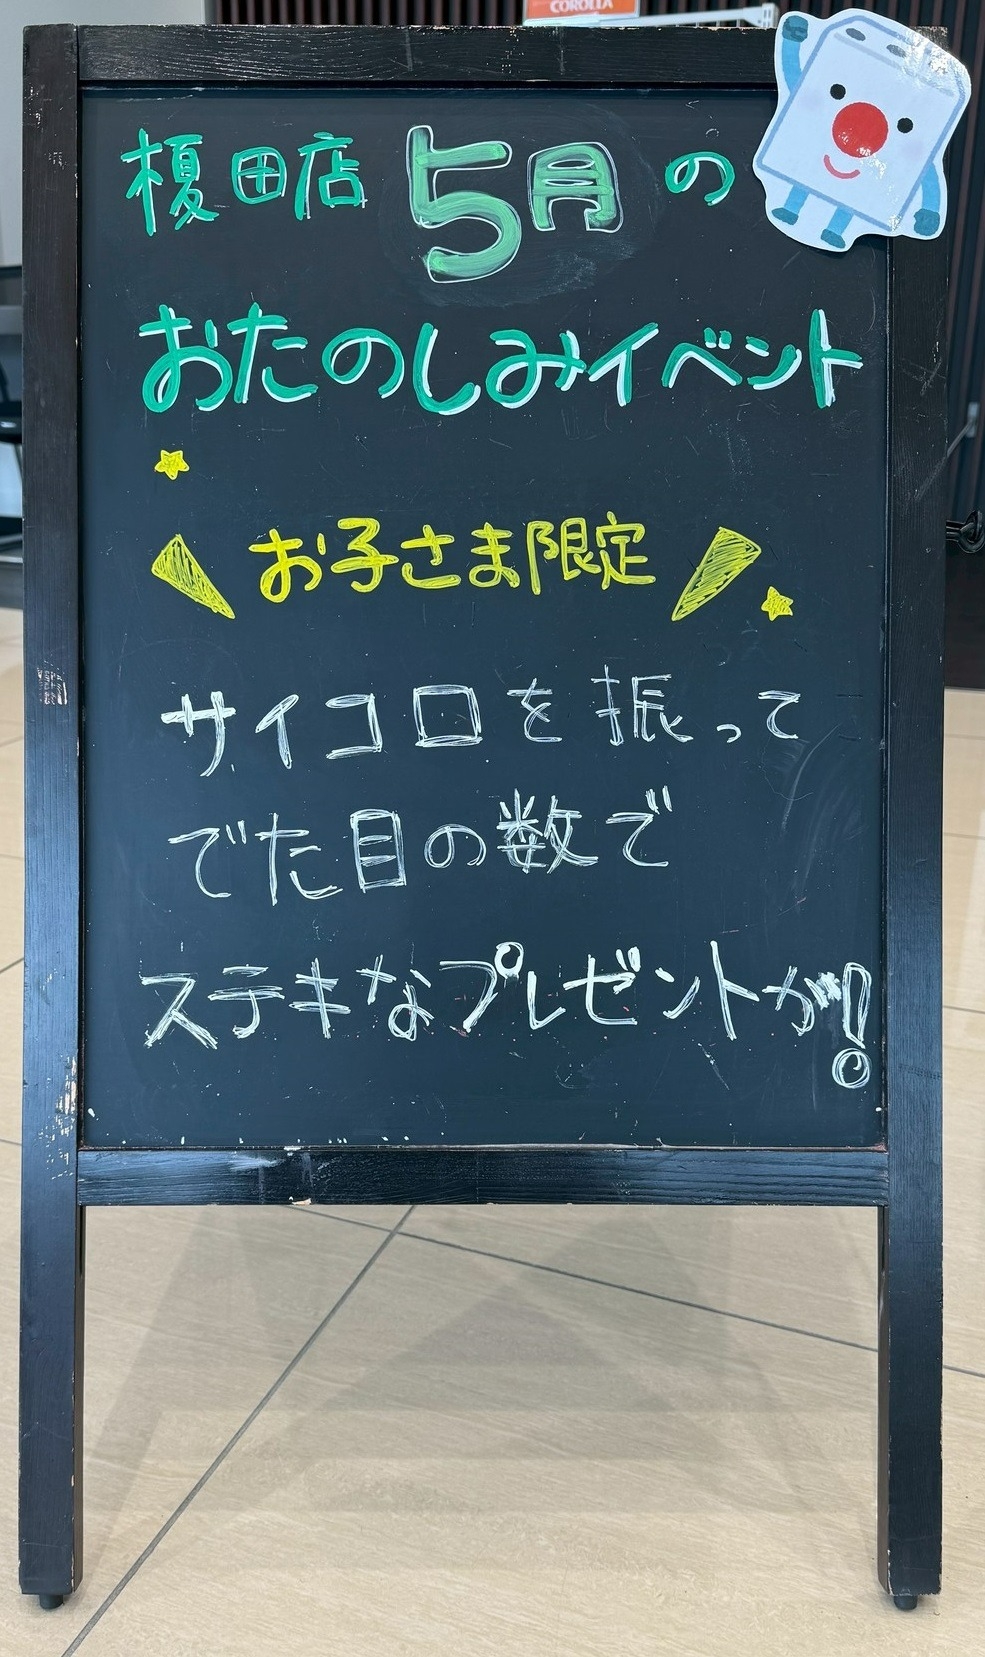 COROLLA
榎田店 5月の
おたのしみイベント
お子さま限定
サイコロを振って
でた目の数で
ステキなプレゼントが!